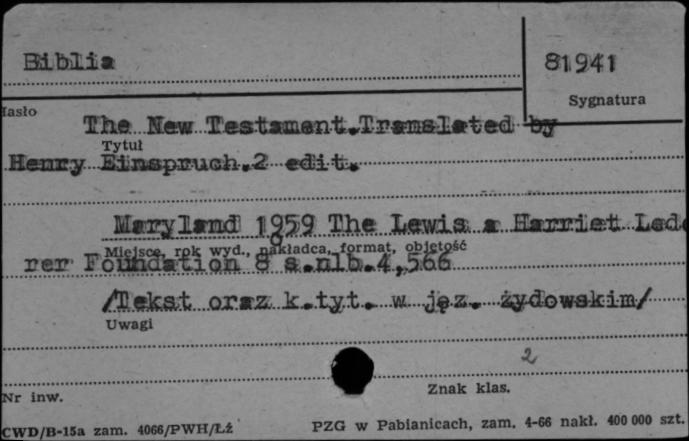 Biblia
81941
Hasło
Sygnatura
The New Testament.Translated by
Tytuł
Henry Einspruch.2 edit.
Maryland 1959 The Lewis a Harriet Lede
Miejsce, rok wyd., nakładca, format, objętość
rer Foundation 8° s.nlb.4,566
/Tekst oraz k.tyt. w jęz. żydowskim/
Uwagi
2
Nr inw.
Znak klas.
CWD/B-15a zam. 4066/PWH/Łż
PZG w Pabianicach, zam. 4-66 nakł. 400 000 szt.